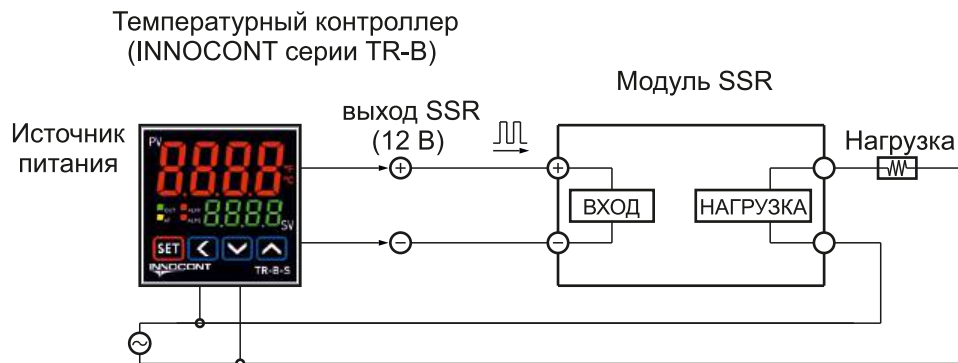 Температурный контроллер
(INNOCONT серии TR-B)
Модуль SSR
Источник
питания
выход SSR
(12 В)
Нагрузка
PV
8888
8888
SV
ВХОД
НАГРУЗКА
SET
INNOCONT
TR-B-S